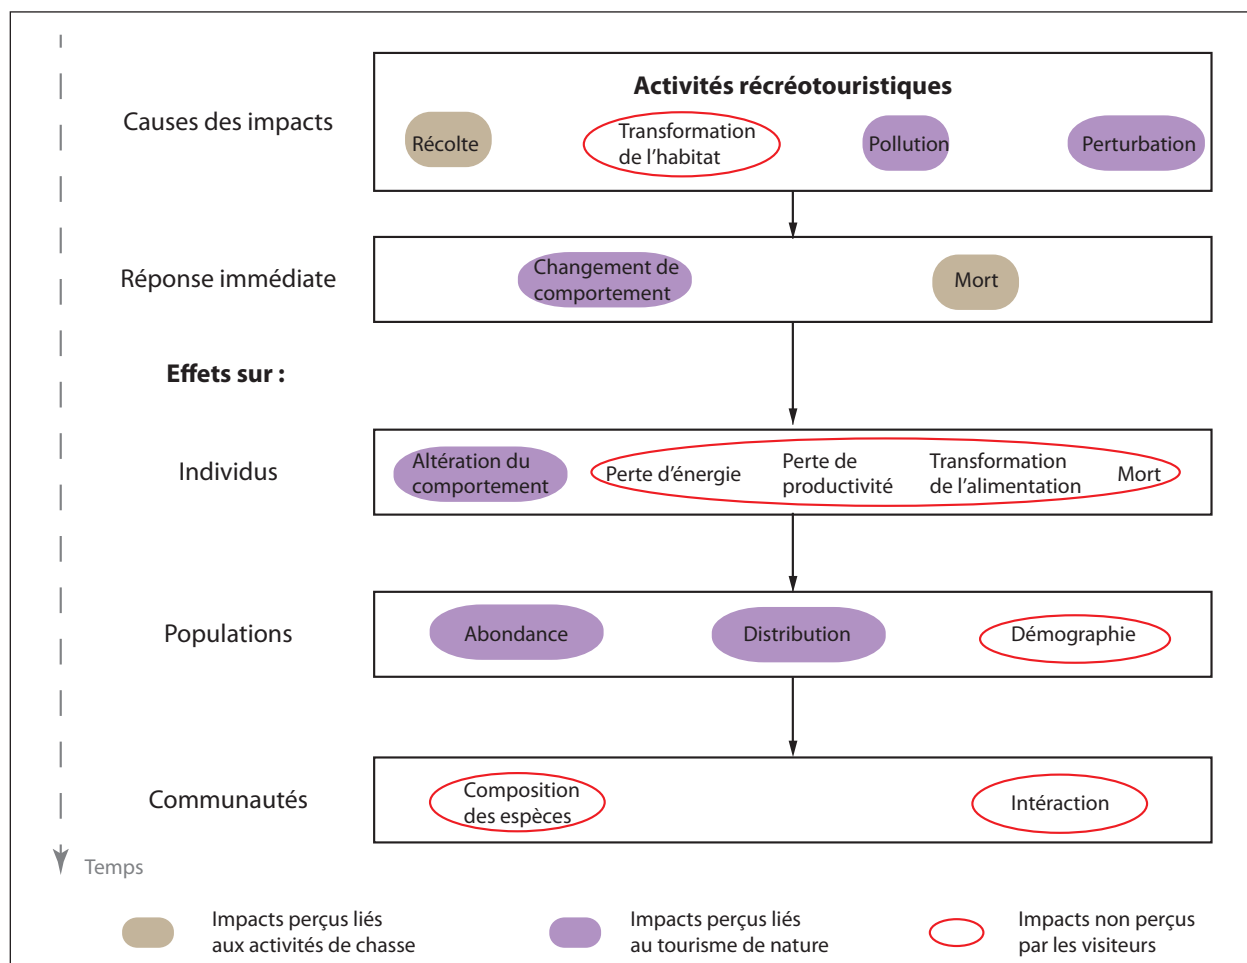 Activités récréotouristiques
Causes des impacts
Récolte
Transformation
de l'habitat
Pollution
Perturbation
Réponse immédiate
Changement de
comportement
Mort
Effets sur :
Individus
Altération du
comportement
Perte d'énergie
Perte de
productivité
Transformation
de l'alimentation
Mort
Populations
Abondance
Distribution
Démographie
Communautés
Composition
des espèces
Intéraction
Temps
Impacts perçus liés
aux activités de chasse
Impacts perçus liés
au tourisme de nature
Impacts non perçus
par les visiteurs